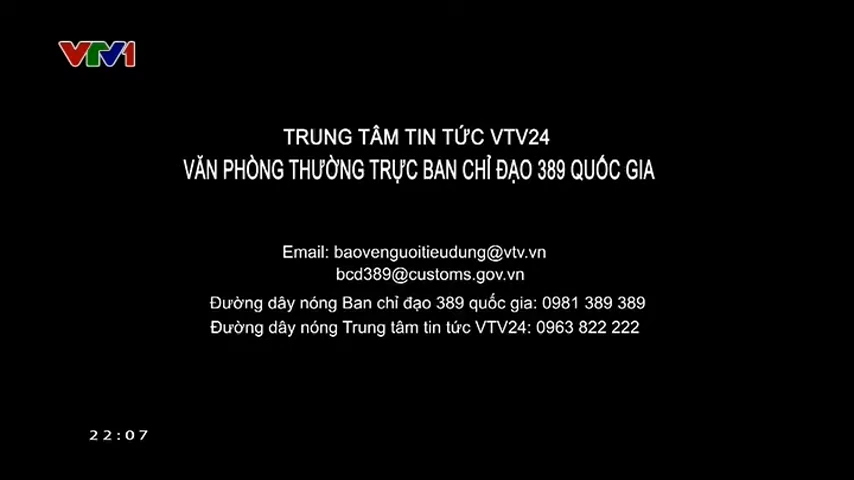 VTV1
TRUNG TÂM TIN TỨC VTV24
VĂN PHÒNG THƯỜNG TRỰC BAN CHỈ ĐẠO 389 QUỐC GIA
Email: baovenguoitieudung@vtv.vn
bcd389@customs.gov.vn
Đường dây nóng Ban chỉ đạo 389 quốc gia: 0981 389 389
Đường dây nóng Trung tâm tin tức VTV24: 0963 822 222
22:07